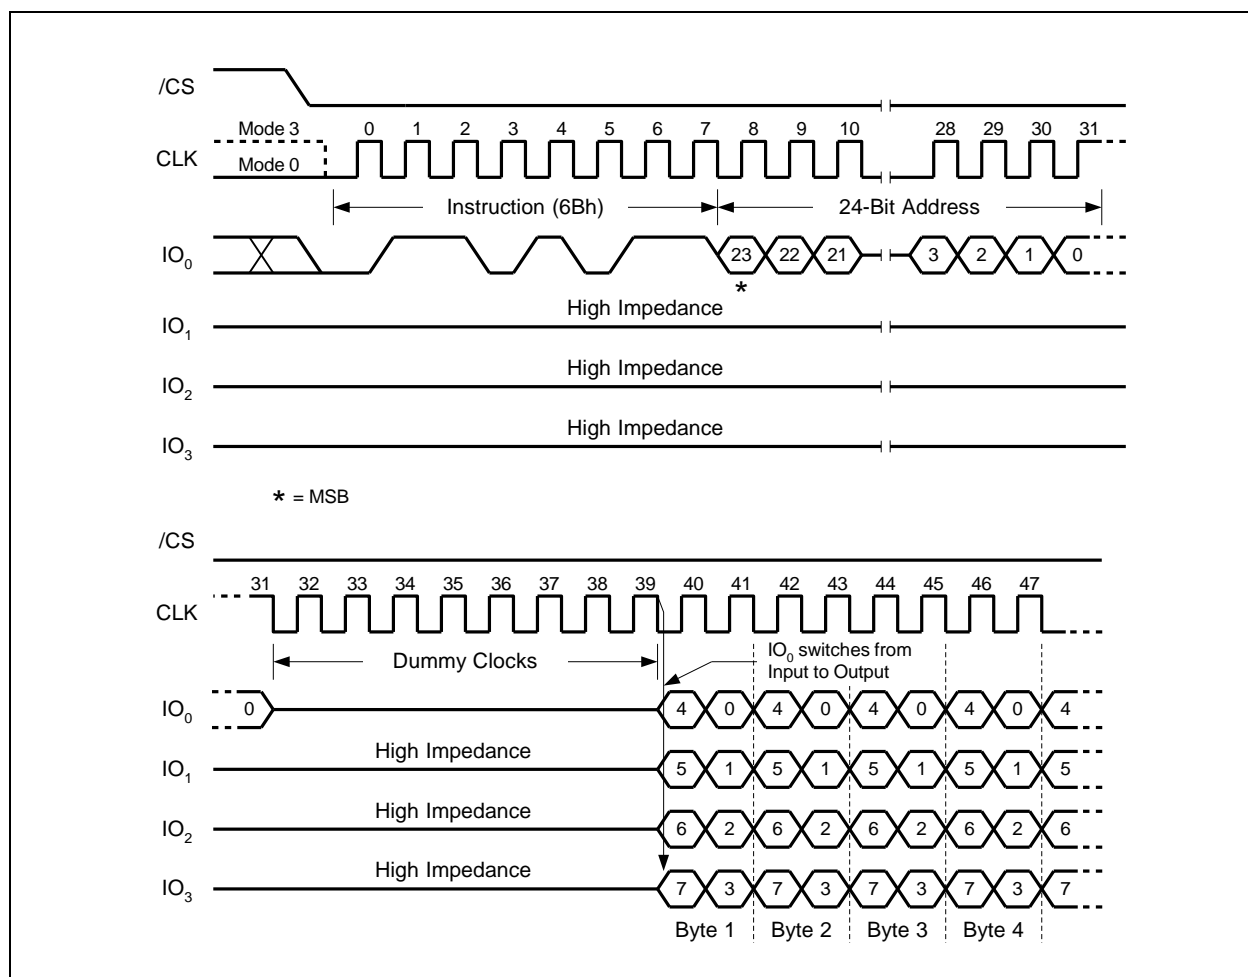 /CS
Mode 3 0 1 2 3 4 5 6 7 8 9 10 28 29 30 31
CLK
Mode 0
Instruction (6Bh) 24-Bit Address
IO0 23 22 21 3 2 1 0
*
High Impedance
IO1
High Impedance
IO2
High Impedance
IO3
* = MSB
/CS
31 32 33 34 35 36 37 38 39 40 41 42 43 44 45 46 47
CLK
Dummy Clocks
IO0 switches from
Input to Output
IO0 0 4 0 4 0 4 0 4 0 4
High Impedance
IO1 5 1 5 1 5 1 5 1 5
High Impedance
IO2 6 2 6 2 6 2 6 2 6
High Impedance
IO3 7 3 7 3 7 3 7 3 7
Byte 1 Byte 2 Byte 3 Byte 4